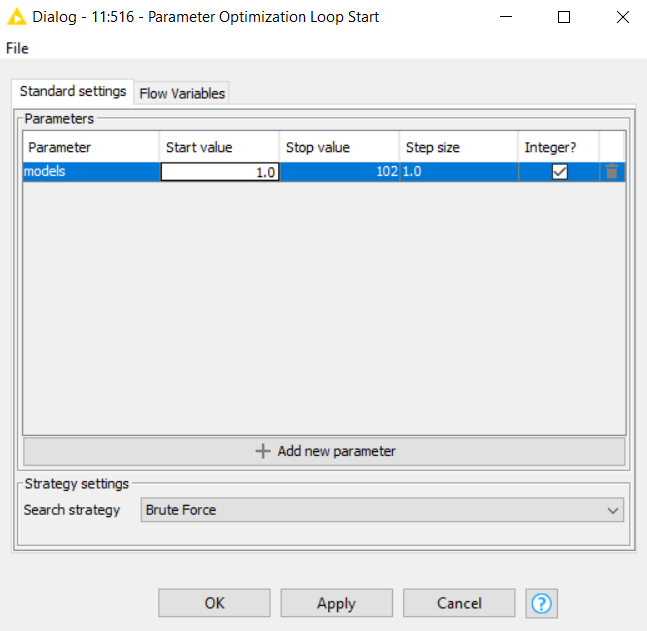 Dialog - 11:516 - Parameter Optimization Loop Start
File
Standard settings Flow Variables
Parameters
Parameter Start value Stop value Step size Integer?
models 1.0 102 1.0
Add new parameter
Strategy settings
Search strategy Brute Force
OK Apply Cancel ?